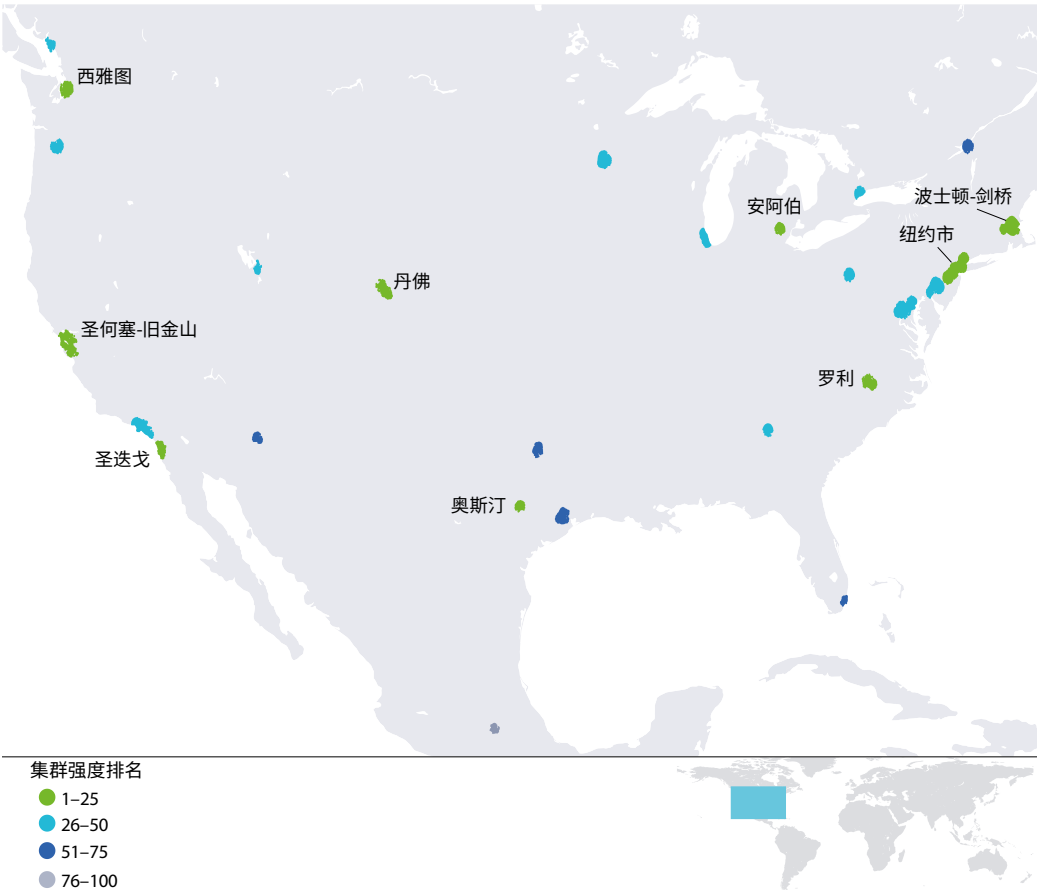 西雅图
安阿伯
波士顿-剑桥
纽约市
丹佛
圣何塞-旧金山
罗利
圣迭戈
奥斯汀
集群强度排名
1–25
26–50
51–75
76–100